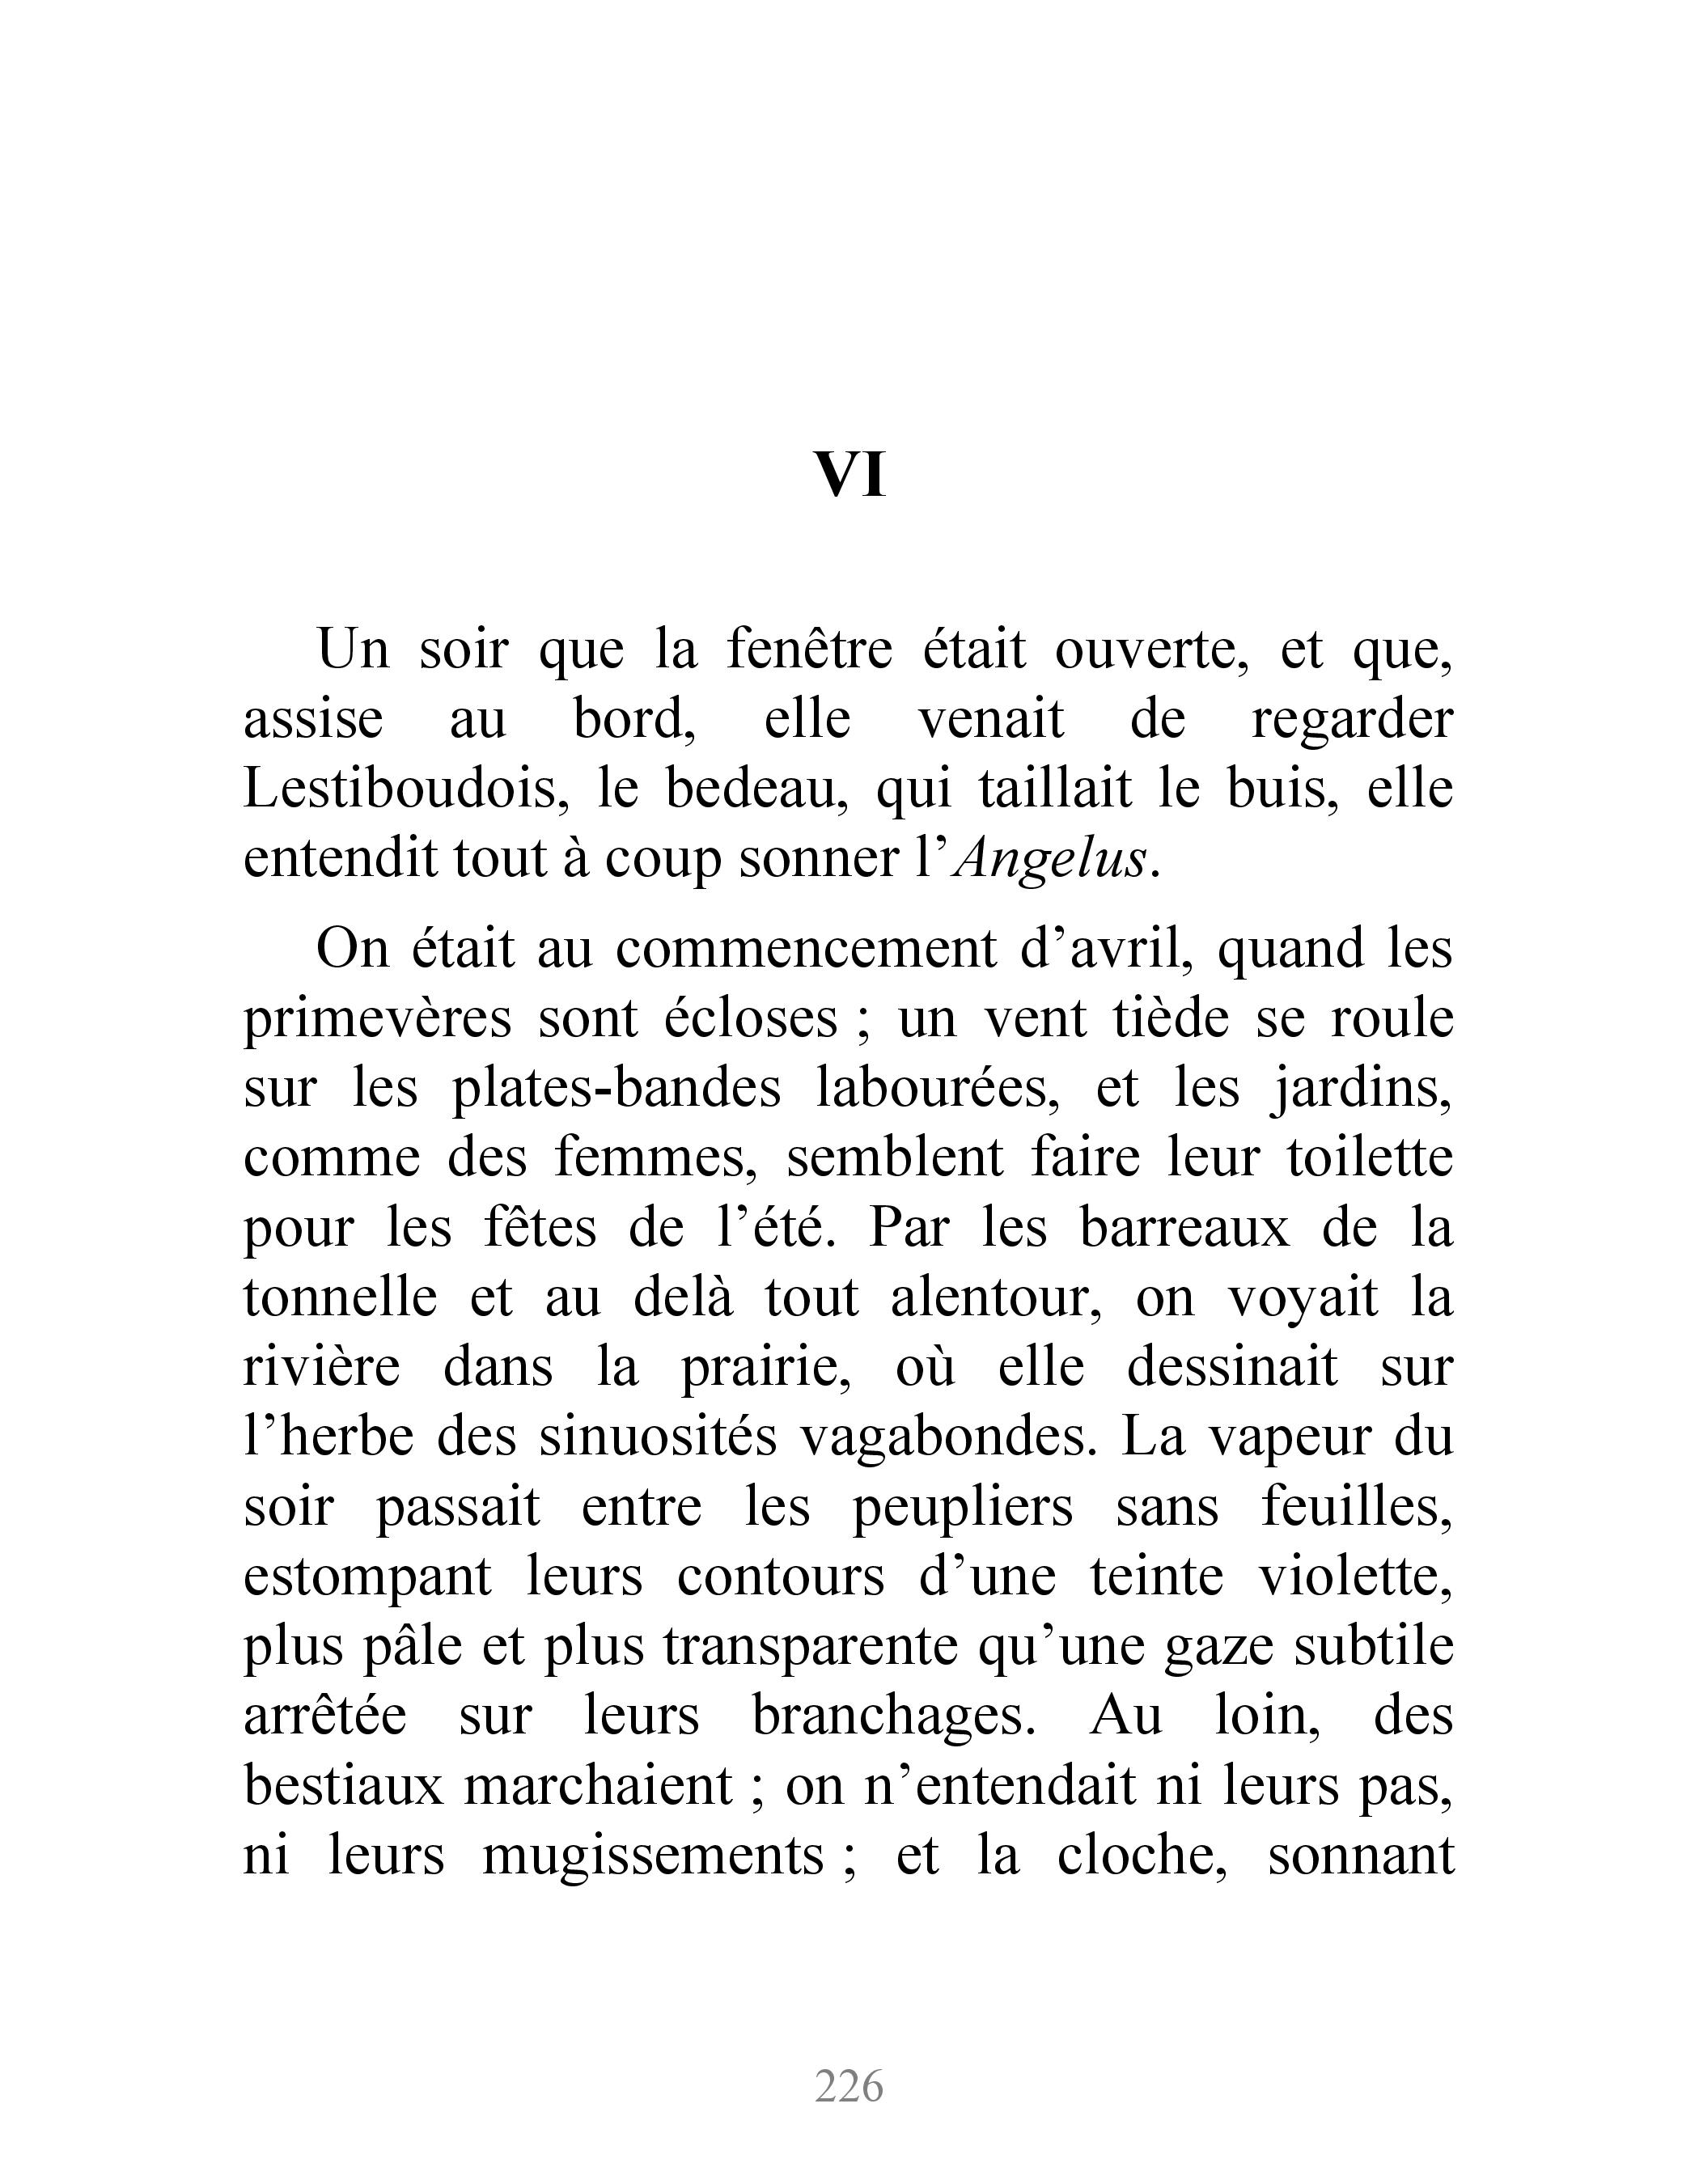 VI
Un soir que la fenêtre était ouverte, et que,
assise au bord, elle venait de regarder
Lestiboudois, le bedeau, qui taillait le buis, elle
entendit tout à coup sonner l’Angelus.
On était au commencement d’avril, quand les
primevères sont écloses ; un vent tiède se roule
sur les plates-bandes labourées, et les jardins,
comme des femmes, semblent faire leur toilette
pour les fêtes de l’été. Par les barreaux de la
tonnelle et au delà tout alentour, on voyait la
rivière dans la prairie, où elle dessinait sur
l’herbe des sinuosités vagabondes. La vapeur du
soir passait entre les peupliers sans feuilles,
estompant leurs contours d’une teinte violette,
plus pâle et plus transparente qu’une gaze subtile
arrêtée sur leurs branchages. Au loin, des
bestiaux marchaient ; on n’entendait ni leurs pas,
ni leurs mugissements ; et la cloche, sonnant
226